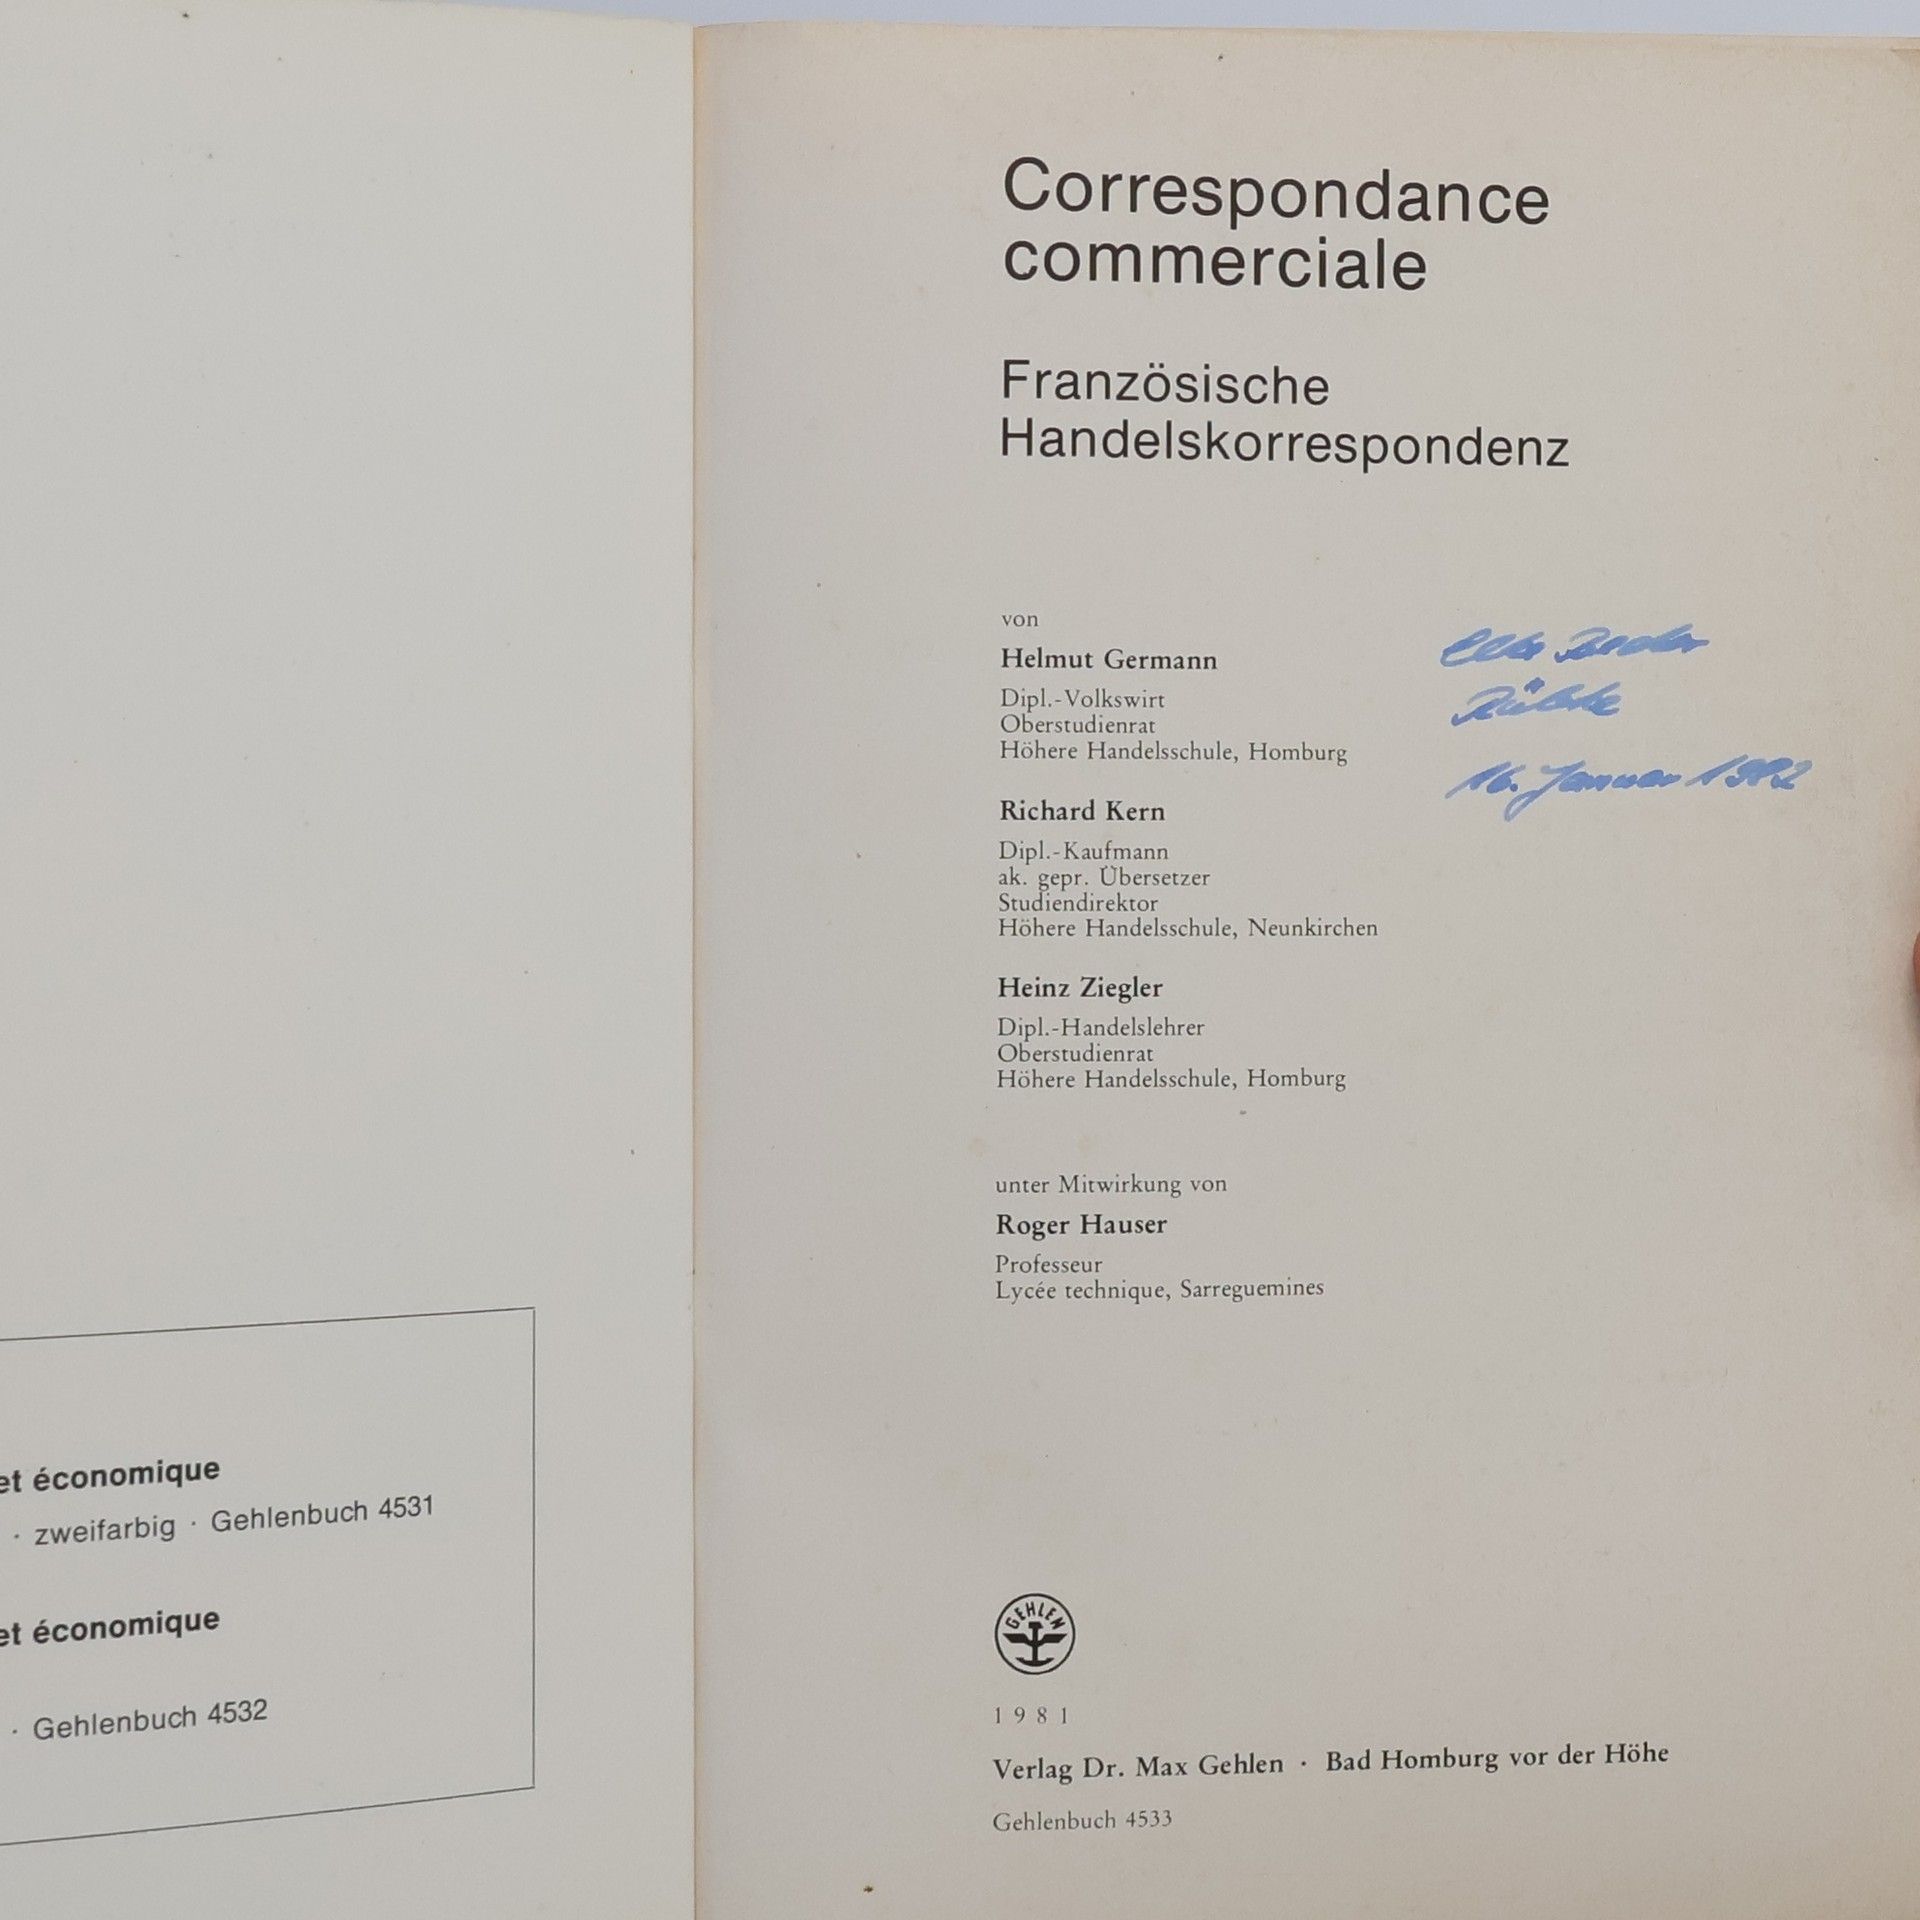 et économique
· zweifarbig · Gehlenbuch 4531
et économique
· Gehlenbuch 4532
Correspondance
commerciale
Französische
Handelskorrespondenz
von
Helmut Germann
Dipl.-Volkswirt
Oberstudienrat
Höhere Handelsschule, Homburg
Richard Kern
Dipl.-Kaufmann
ak. gepr. Übersetzer
Studiendirektor
Höhere Handelsschule, Neunkirchen
Heinz Ziegler
Dipl.-Handelslehrer
Oberstudienrat
Höhere Handelsschule, Homburg
16. Januar 1982
unter Mitwirkung von
Roger Hauser
Professeur
Lycée technique, Sarreguemines
GEHLEN
1981
Verlag Dr. Max Gehlen · Bad Homburg vor der Höhe
Gehlenbuch 4533